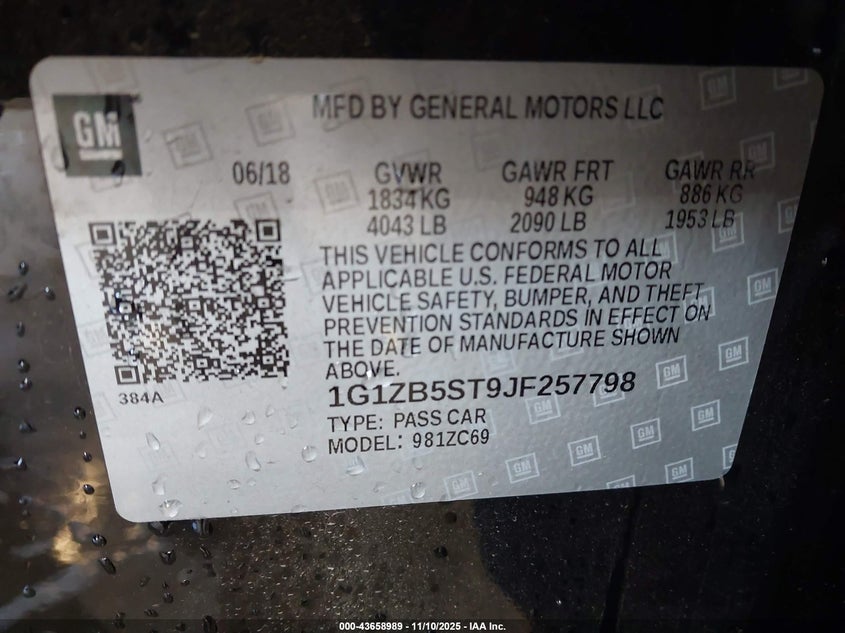 GM
MFD BY GENERAL MOTORS LLC
06/18 GVWR GAWR FRT GAWR RR
1834 KG 948 KG 886 KG
4043 LB 2090 LB 1953 LB
THIS VEHICLE CONFORMS TO ALL
APPLICABLE U.S. FEDERAL MOTOR
VEHICLE SAFETY, BUMPER, AND THEFT
PREVENTION STANDARDS IN EFFECT ON
THE DATE OF MANUFACTURE SHOWN
ABOVE.
384A
1G1ZB5ST9JF257798
TYPE: PASS CAR
MODEL: 981ZC69
000-43658989 — 11/10/2025 — IAA Inc.